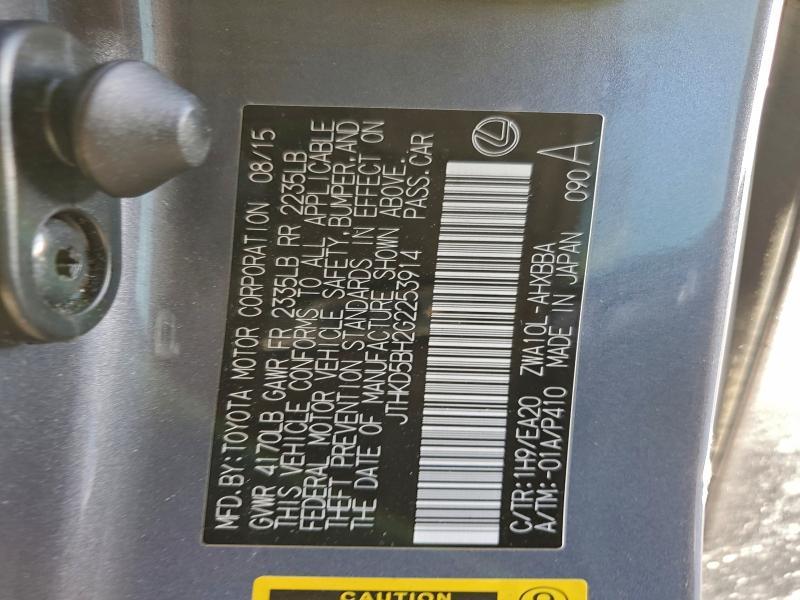 MFD. BY: TOYOTA MOTOR CORPORATION 08/15
GVWR 4170LB GAWR FR 2335LB RR 2235LB
THIS VEHICLE CONFORMS TO ALL APPLICABLE
FEDERAL MOTOR VEHICLE SAFETY, BUMPER, AND
THEFT PREVENTION STANDARDS IN EFFECT ON
THE DATE OF MANUFACTURE SHOWN ABOVE.
JTHKD5BH2G2253914 PASS. CAR
C/TR: 1H9/EA20 ZWA10L-AHXBBA
A/TM: -01A/P410 MADE IN JAPAN 090 A
CAUTION